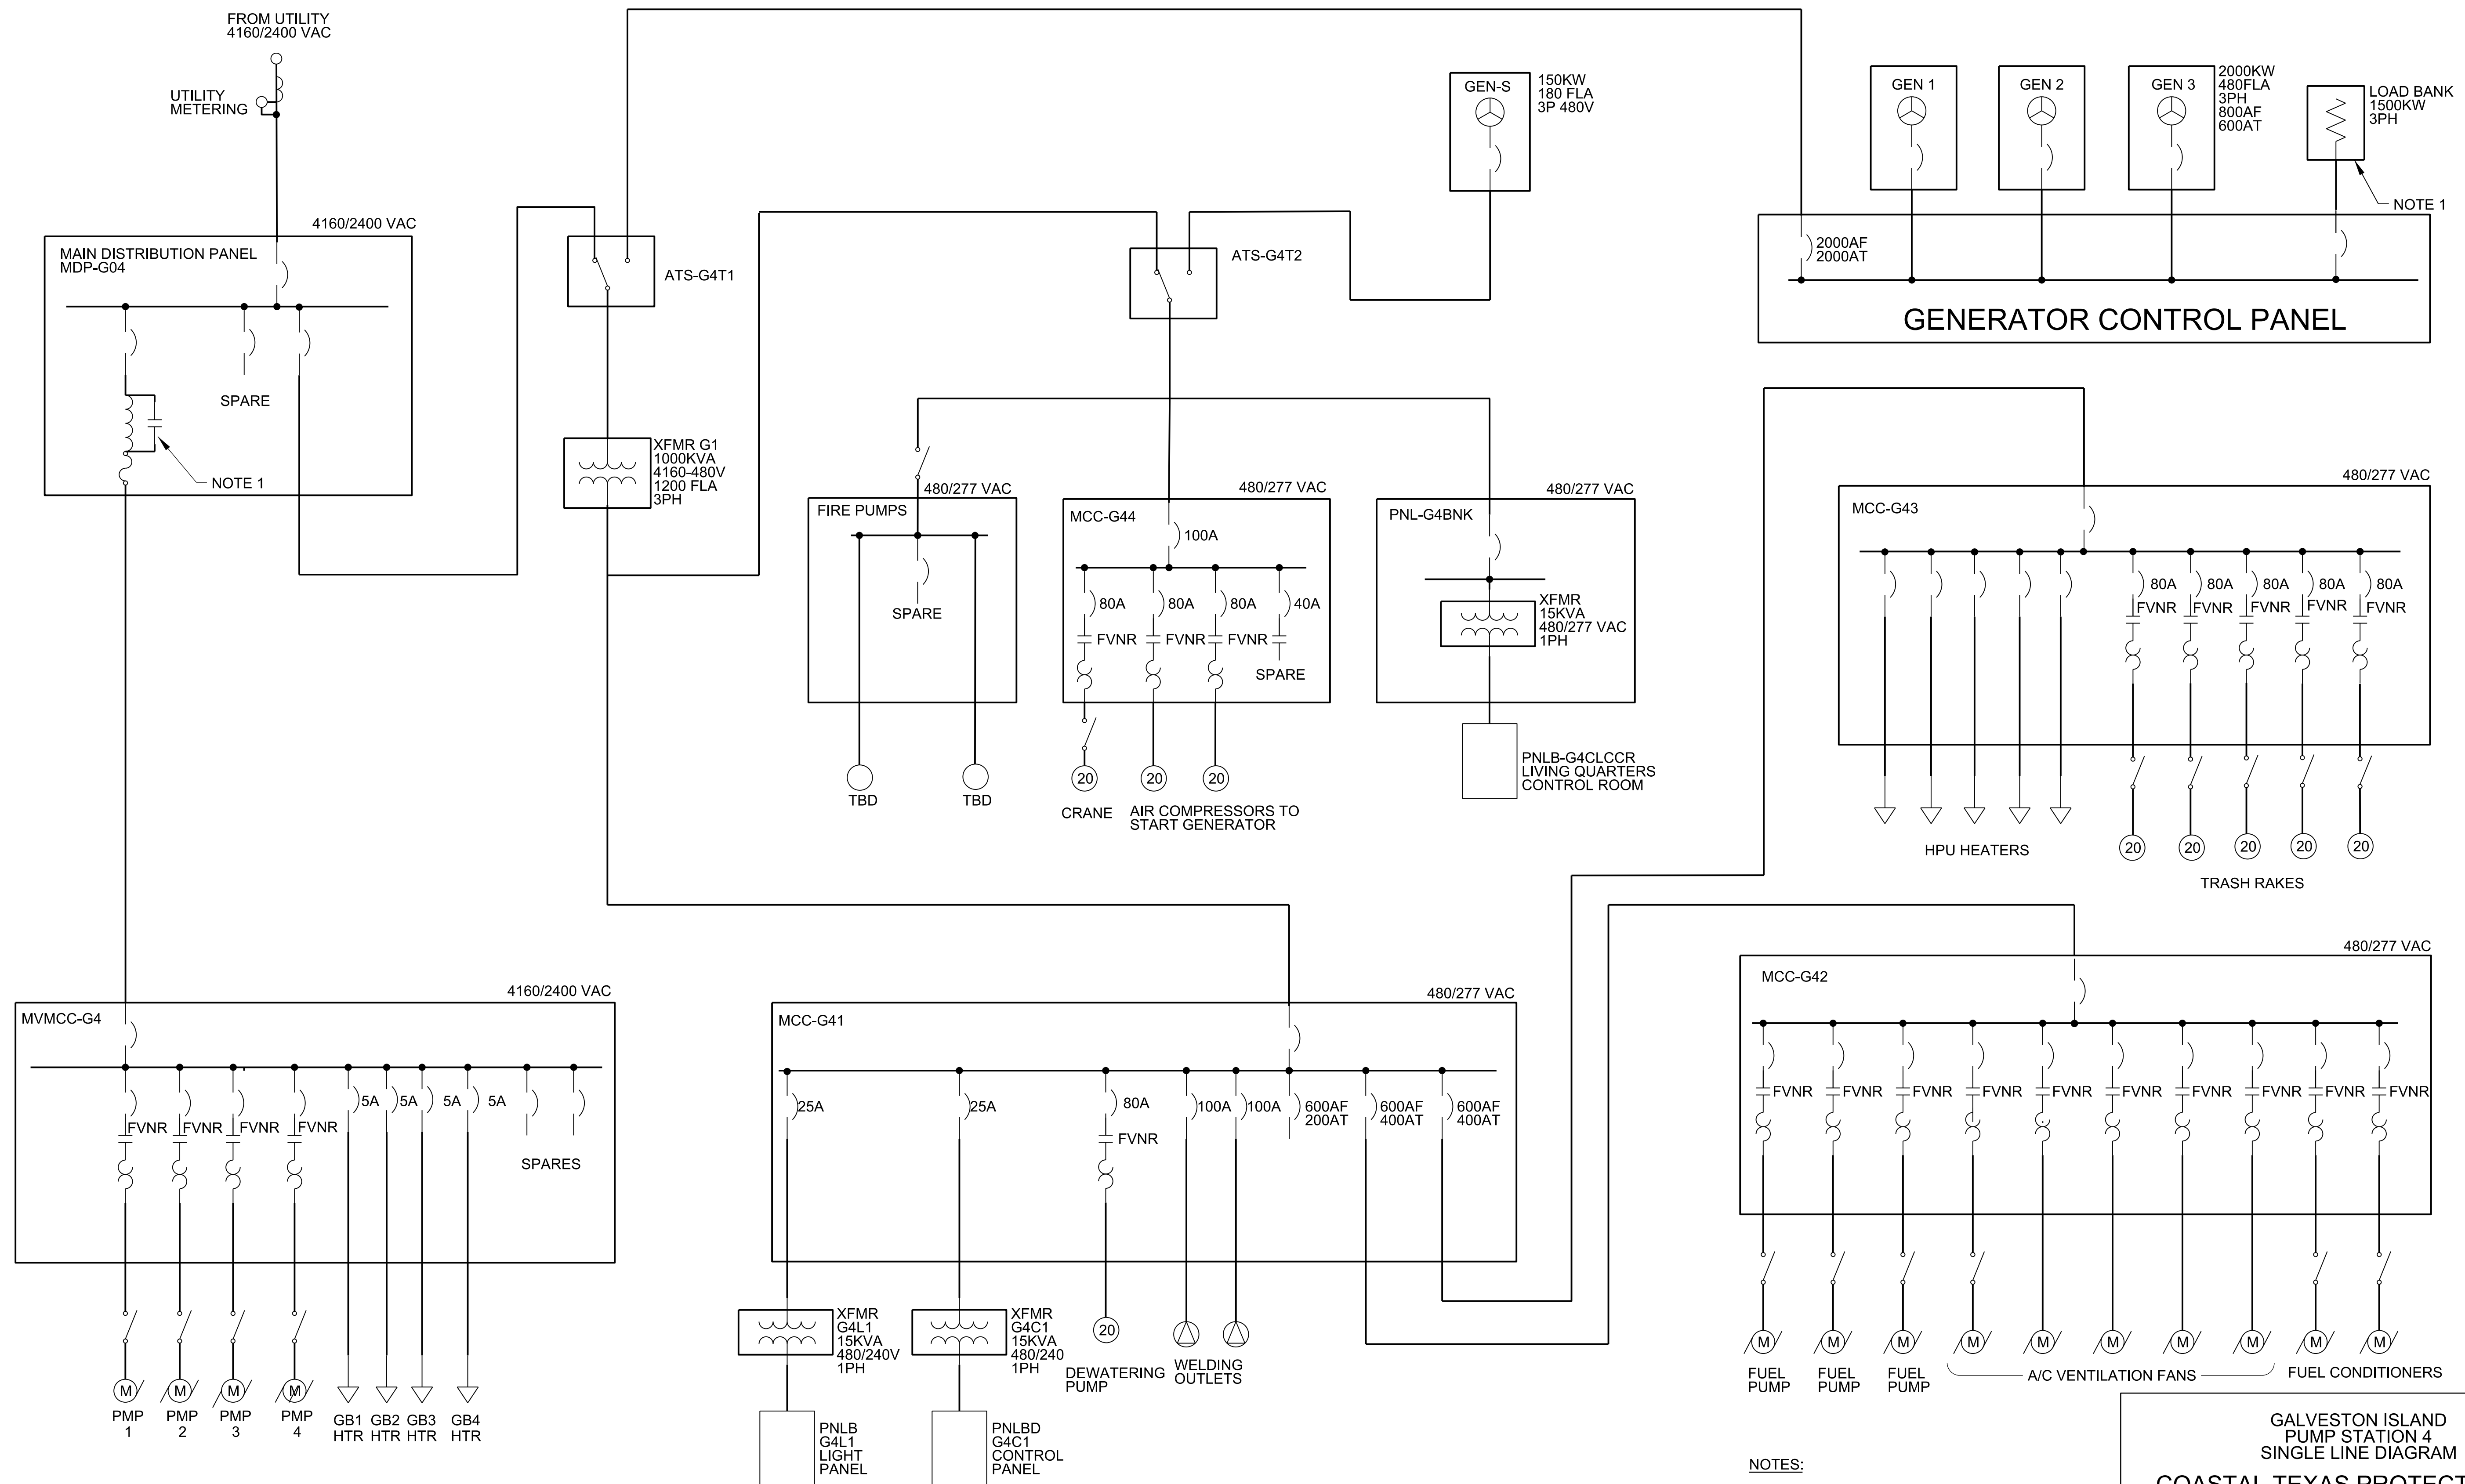 FROM UTILITY
4160/2400 VAC
UTILITY
METERING
4160/2400 VAC
MAIN DISTRIBUTION PANEL
MDP-G04
SPARE
NOTE 1
ATS-G4T1
XFMR G1
1000KVA
4160-480V
1200 FLA
3PH
ATS-G4T2
GEN-S
150KW
180 FLA
3P 480V
GEN 1
GEN 2
GEN 3
2000KW
480FLA
3PH
800AF
600AT
LOAD BANK
1500KW
3PH
NOTE 1
2000AF
2000AT
GENERATOR CONTROL PANEL
480/277 VAC
FIRE PUMPS
SPARE
TBD
TBD
480/277 VAC
MCC-G44
100A
80A
80A
80A
40A
FVNR
FVNR
FVNR
SPARE
20
20
20
CRANE
AIR COMPRESSORS TO
START GENERATOR
480/277 VAC
PNL-G4BNK
XFMR
15KVA
480/277 VAC
1PH
PNLB-G4CLCCR
LIVING QUARTERS
CONTROL ROOM
480/277 VAC
MCC-G43
80A
80A
80A
80A
80A
FVNR
FVNR
FVNR
FVNR
FVNR
20
20
20
20
20
HPU HEATERS
TRASH RAKES
4160/2400 VAC
MVMCC-G4
5A
5A
5A
5A
FVNR
FVNR
FVNR
FVNR
SPARES
M
M
M
M
PMP
1
PMP
2
PMP
3
PMP
4
GB1
HTR
GB2
HTR
GB3
HTR
GB4
HTR
480/277 VAC
MCC-G41
25A
25A
80A
FVNR
100A
100A
600AF
200AT
600AF
400AT
600AF
400AT
XFMR
G4L1
15KVA
480/240V
1PH
XFMR
G4C1
15KVA
480/240
1PH
20
DEWATERING
PUMP
WELDING
OUTLETS
PNLB
G4L1
LIGHT
PANEL
PNLBD
G4C1
CONTROL
PANEL
480/277 VAC
MCC-G42
FVNR
FVNR
FVNR
FVNR
FVNR
FVNR
FVNR
FVNR
FVNR
FVNR
M
M
M
M
M
M
M
M
M
M
FUEL
PUMP
FUEL
PUMP
FUEL
PUMP
A/C VENTILATION FANS
FUEL CONDITIONERS
NOTES:
GALVESTON ISLAND
PUMP STATION 4
SINGLE LINE DIAGRAM
COASTAL TEXAS